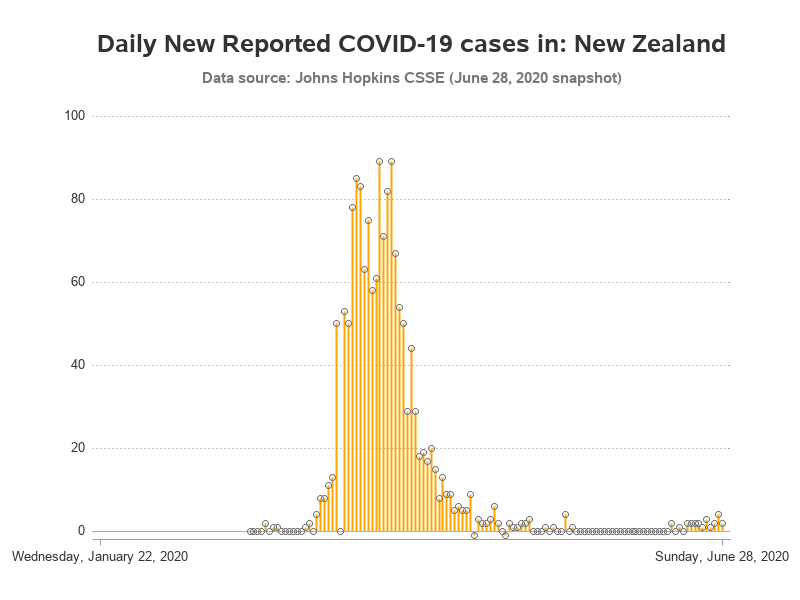 Daily New Reported COVID-19 cases in: New Zealand
Data source: Johns Hopkins CSSE (June 28, 2020 snapshot)
100
80
60
40
20
0
Wednesday, January 22, 2020
Sunday, June 28, 2020